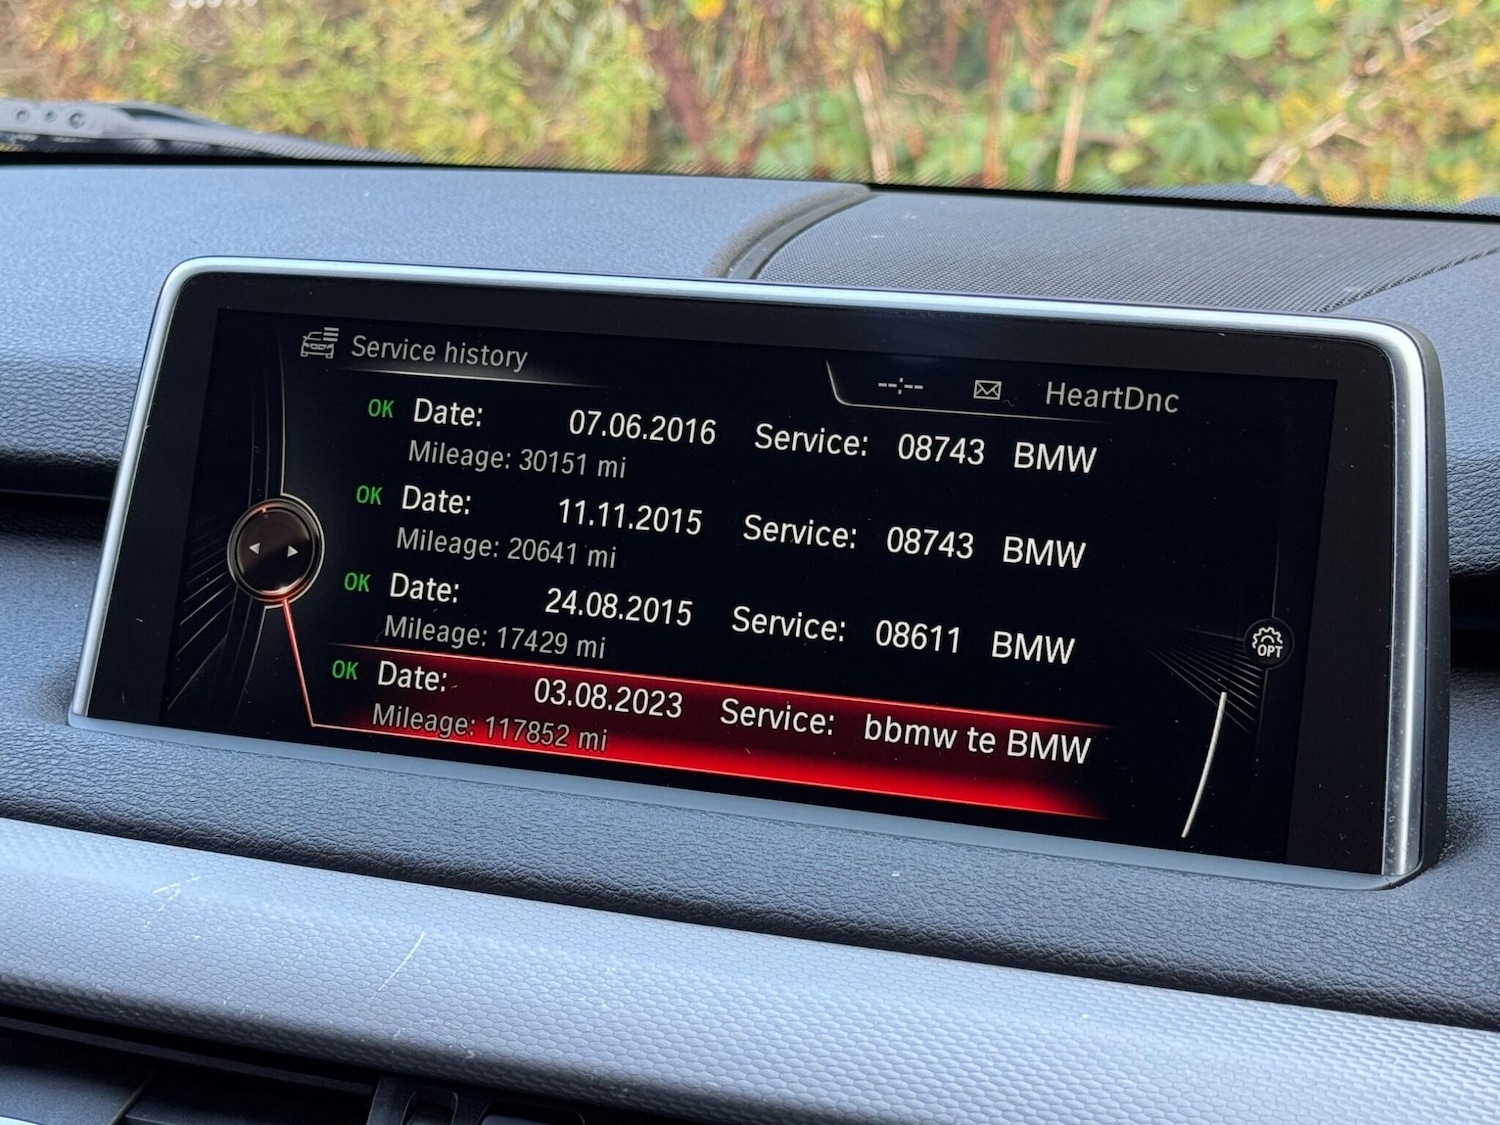 Service history
--:-- HeartDnc
OK Date: 07.06.2016 Service: 08743 BMW
Mileage: 30151 mi
OK Date: 11.11.2015 Service: 08743 BMW
Mileage: 20641 mi
OK Date: 24.08.2015 Service: 08611 BMW
Mileage: 17429 mi
OPT
OK Date: 03.08.2023 Service: bbmw te BMW
Mileage: 117852 mi